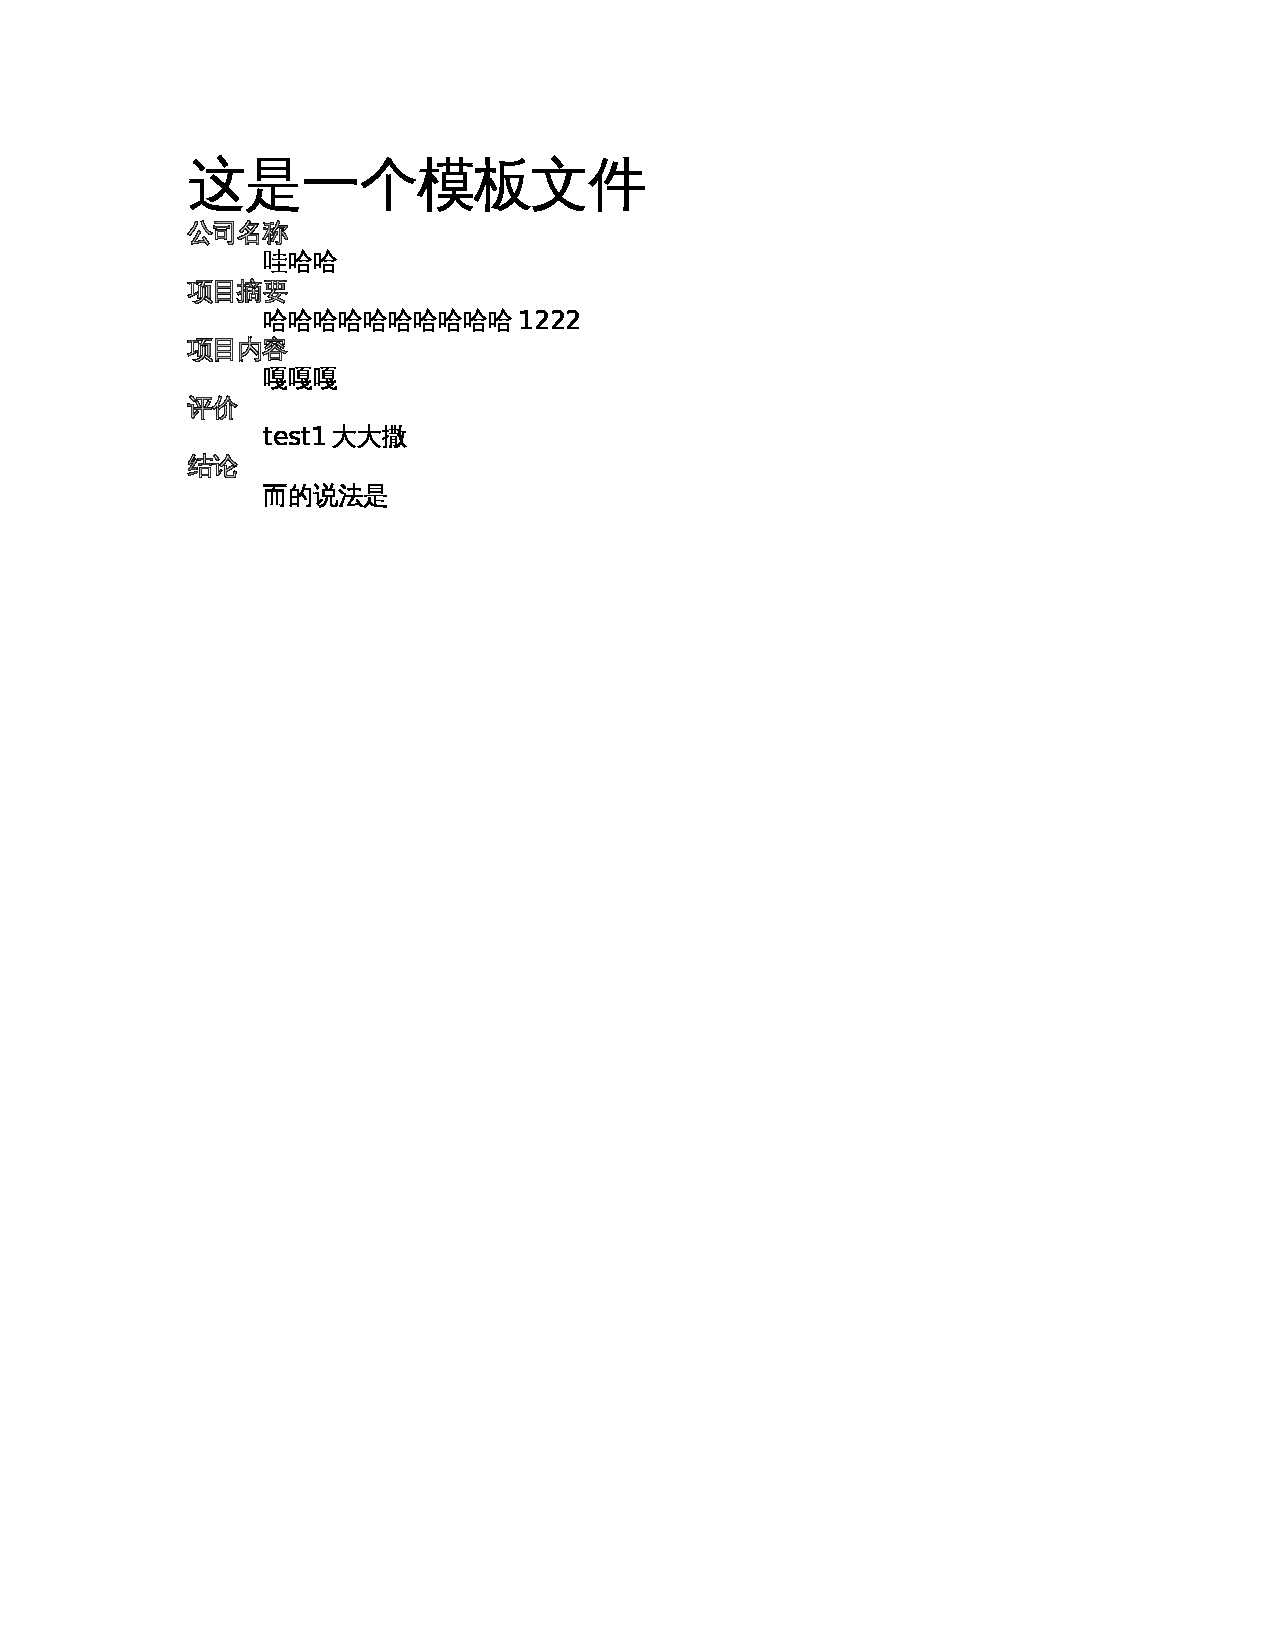 这是一个模板文件
公司名称
哇哈哈
项目摘要
哈哈哈哈哈哈哈哈哈哈 1222
项目内容
嘎嘎嘎
评价
test1 大大撒
结论
而的说法是